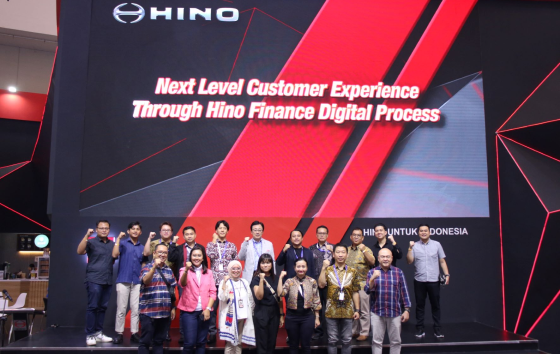 HINO
Next Level Customer Experience
Through Hino Finance Digital Process
HINO UNTUK INDONESIA